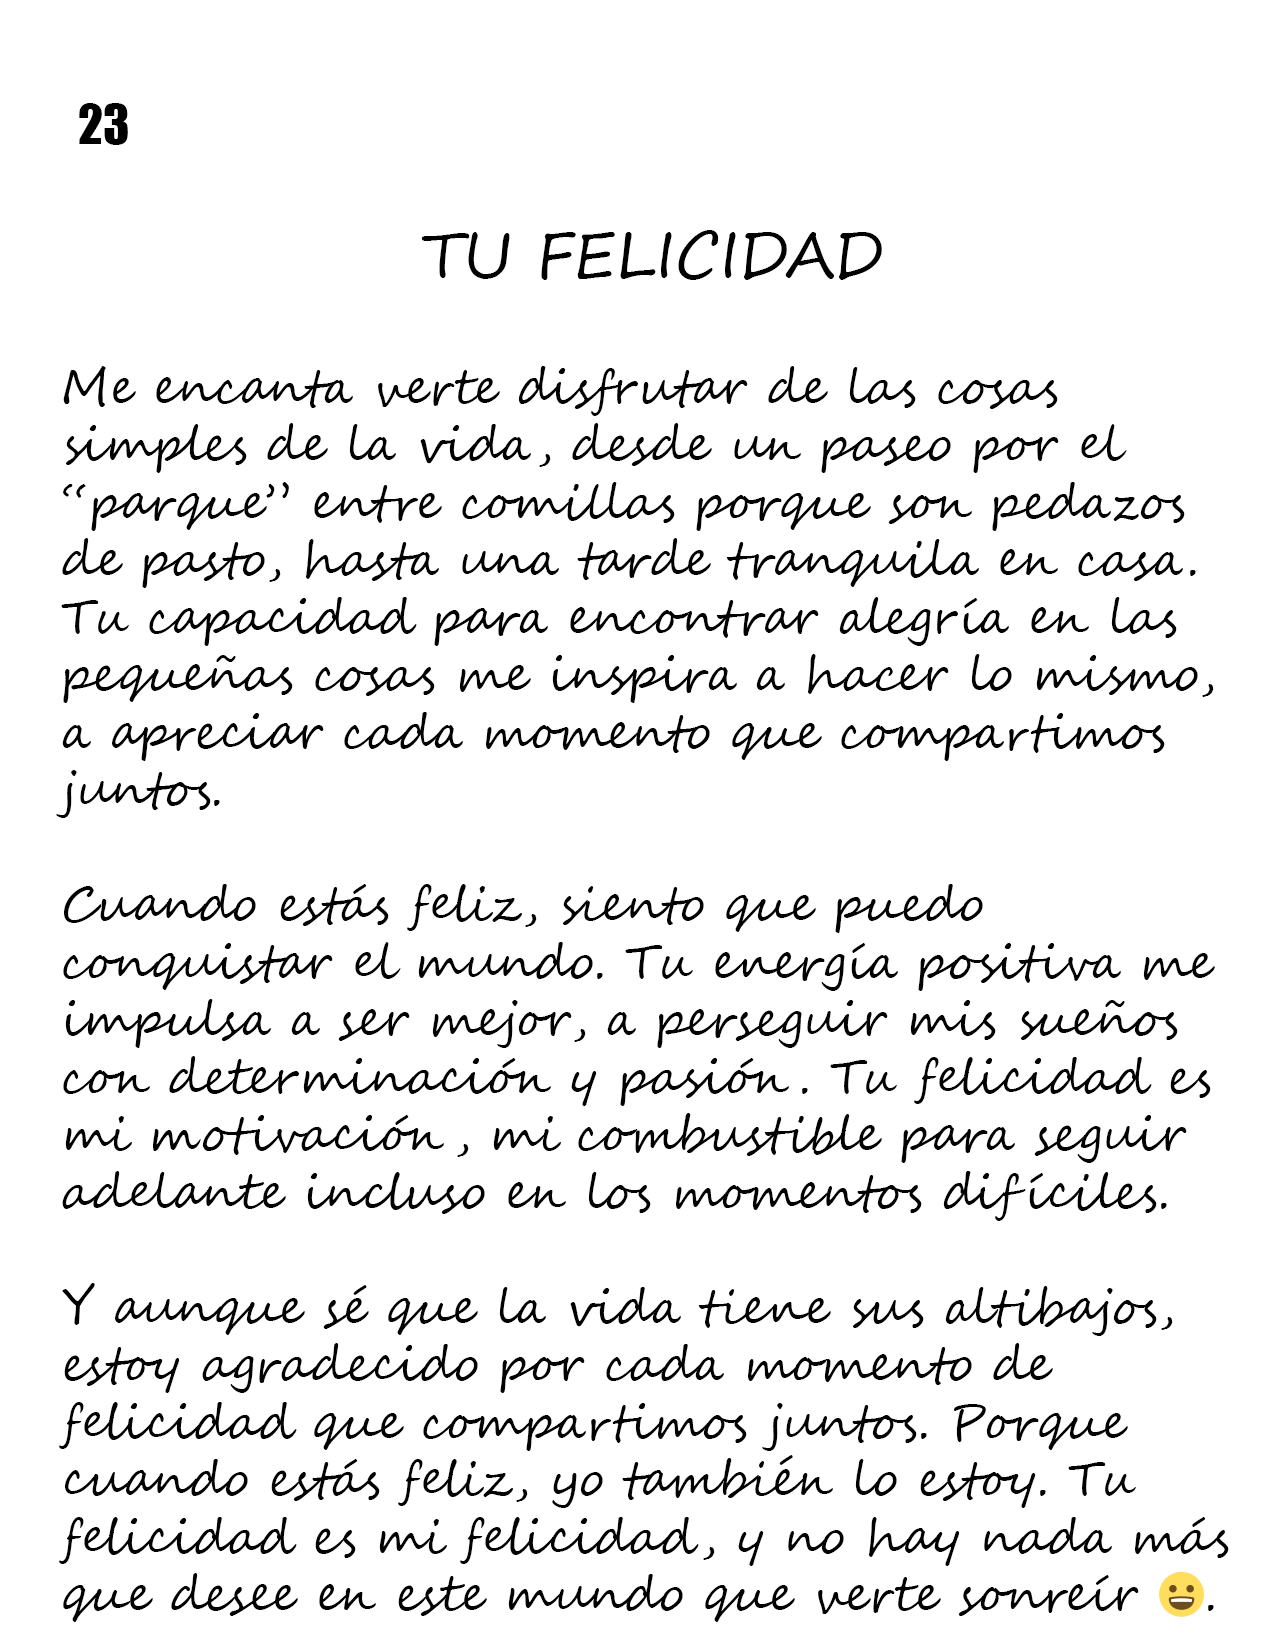 23
TU FELICIDAD
Me encanta verte disfrutar de las cosas
simples de la vida, desde un paseo por el
“parque” entre comillas porque son pedazos
de pasto, hasta una tarde tranquila en casa.
Tu capacidad para encontrar alegría en las
pequeñas cosas me inspira a hacer lo mismo,
a apreciar cada momento que compartimos
juntos.
Cuando estás feliz, siento que puedo
conquistar el mundo. Tu energía positiva me
impulsa a ser mejor, a perseguir mis sueños
con determinación y pasión. Tu felicidad es
mi motivación, mi combustible para seguir
adelante incluso en los momentos difíciles.
Y aunque sé que la vida tiene sus altibajos,
estoy agradecido por cada momento de
felicidad que compartimos juntos. Porque
cuando estás feliz, yo también lo estoy. Tu
felicidad es mi felicidad, y no hay nada más
que desee en este mundo que verte sonreír 😀.